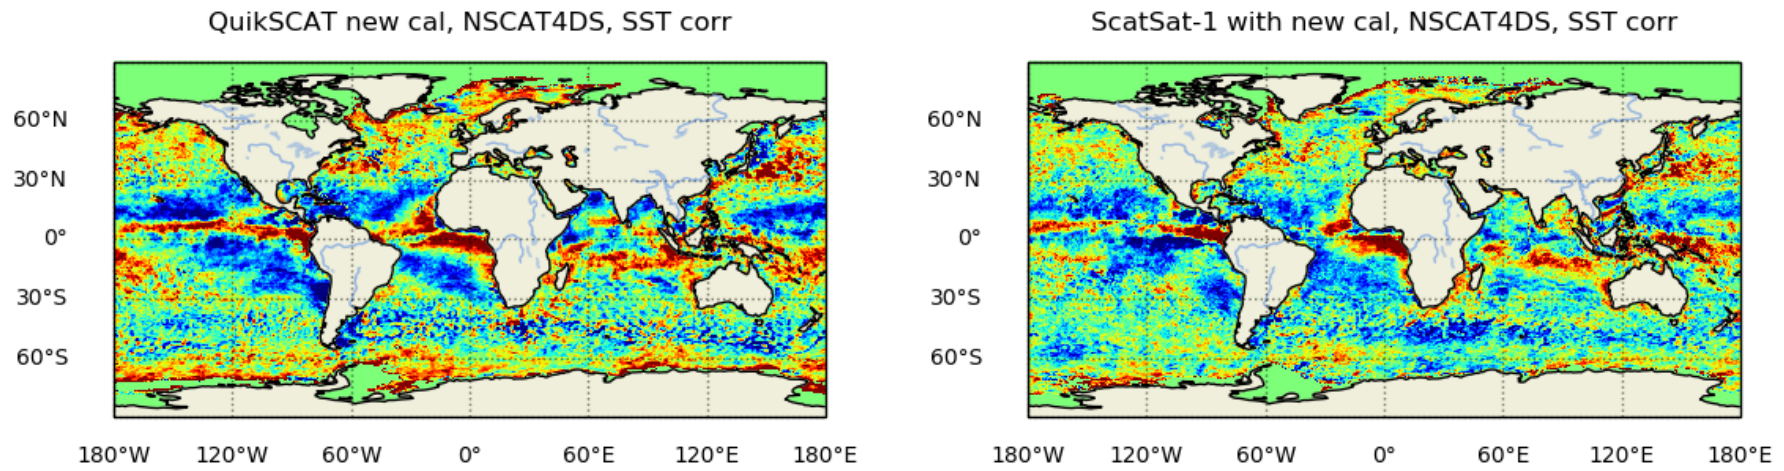 QuikSCAT new cal, NSCAT4DS, SST corr
60°N
30°N
0°
30°S
60°S
180°W 120°W 60°W 0° 60°E 120°E 180°E
ScatSat-1 with new cal, NSCAT4DS, SST corr
60°N
30°N
0°
30°S
60°S
180°W 120°W 60°W 0° 60°E 120°E 180°E